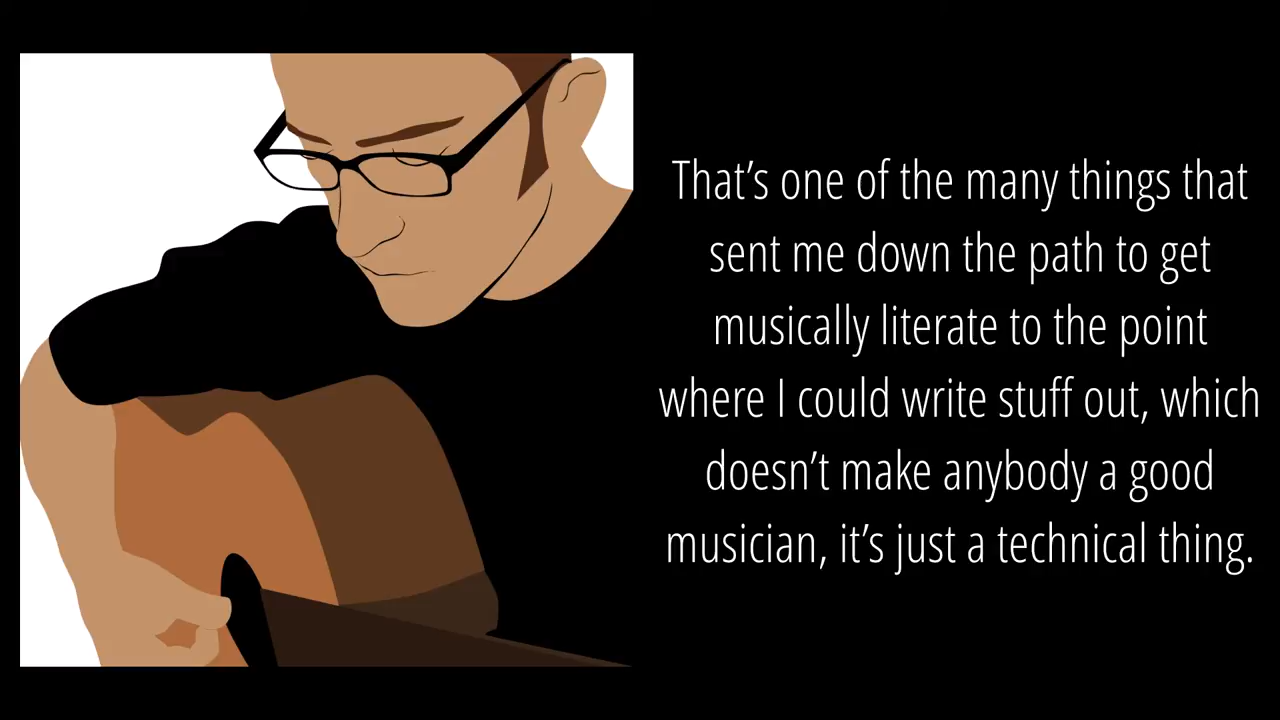 That’s one of the many things that
sent me down the path to get
musically literate to the point
where I could write stuff out, which
doesn’t make anybody a good
musician, it’s just a technical thing.